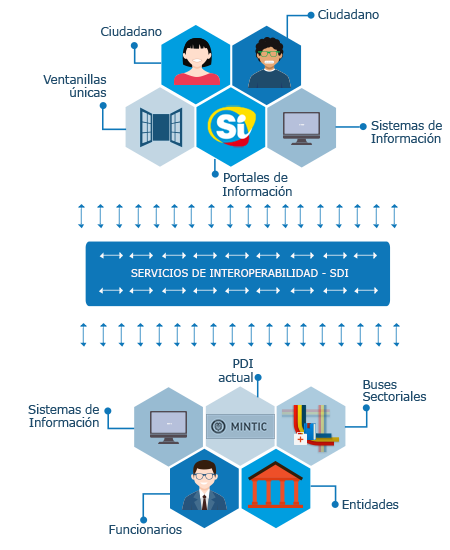 Ciudadano
Ciudadano
Ventanillas
únicas
Si
Sistemas de
Información
Portales de
Información
SERVICIOS DE INTEROPERABILIDAD - SDI
PDI
actual
Buses
Sectoriales
Sistemas de
Información
MINTIC
Entidades
Funcionarios